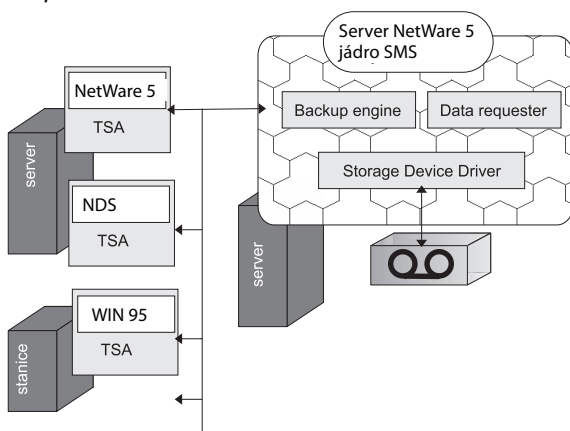 Server NetWare 5
jádro SMS
NetWare 5
TSA
server
Backup engine
Data requester
Storage Device Driver
NDS
TSA
server
WIN 95
TSA
stanice